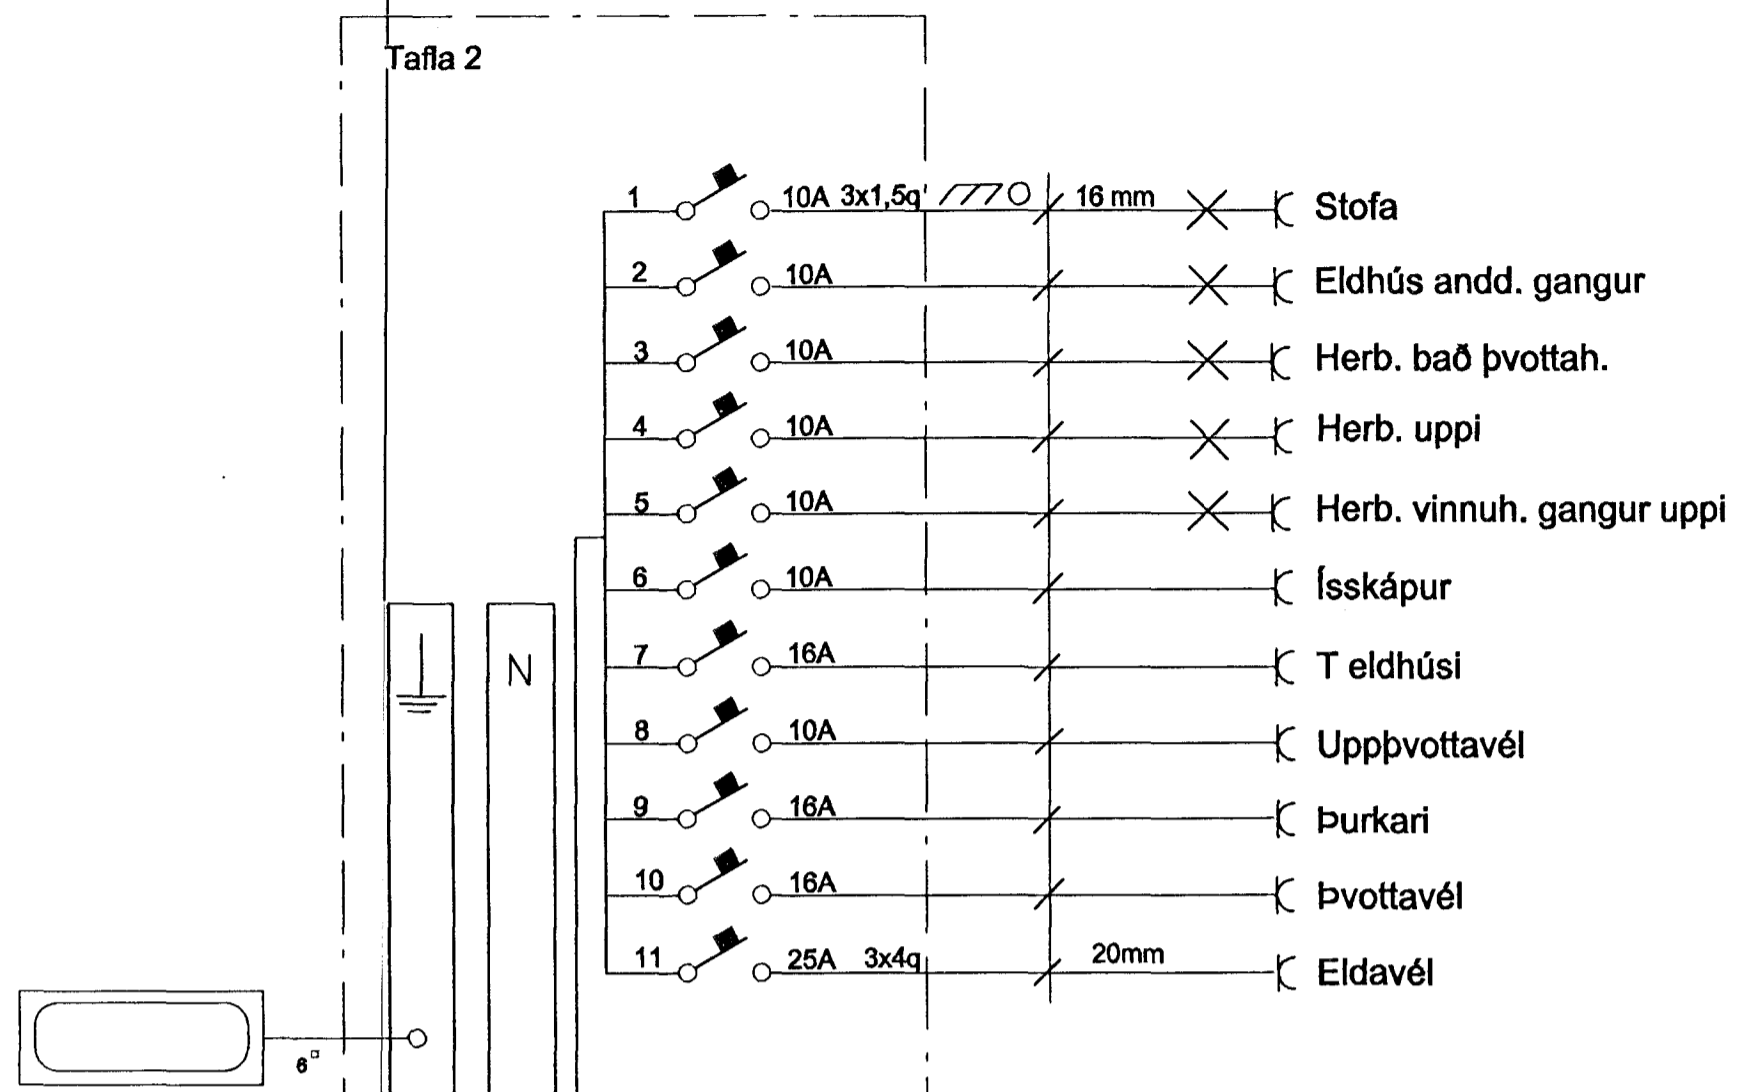 Tafla 2
1 10A 3x1,5q 16 mm Stofa
2 10A Eldhús andd. gangur
3 10A Herb. bað þvottah.
4 10A Herb. uppi
5 10A Herb. vinnuh. gangur uppi
6 10A Ísskápur
7 16A T eldhúsi
N
8 10A Uppþvottavél
9 16A Þurkari
10 16A Þvottavél
11 25A 3x4q 20mm Eldavél
6□